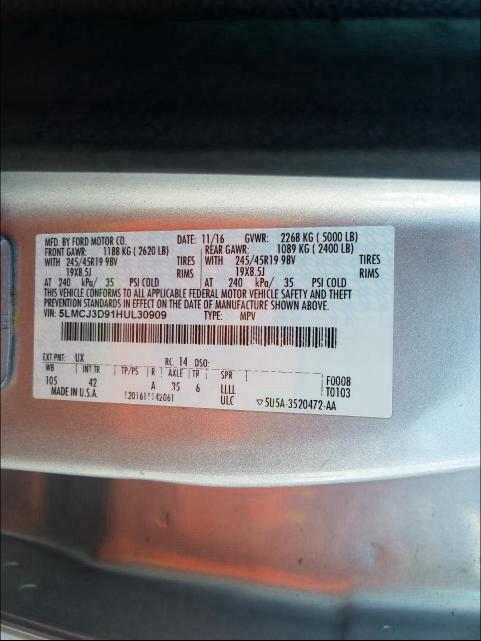 MFD. BY FORD MOTOR CO. DATE: 11/16 GVWR: 2268 KG ( 5000 LB)
FRONT GAWR: 1188 KG ( 2620 LB) REAR GAWR: 1089 KG ( 2400 LB)
WITH 245/45R19 98V TIRES WITH 245/45R19 98V TIRES
19X8.5J RIMS 19X8.5J RIMS
AT 240 kPa/ 35 PSI COLD AT 240 kPa/ 35 PSI COLD
THIS VEHICLE CONFORMS TO ALL APPLICABLE FEDERAL MOTOR VEHICLE SAFETY AND THEFT
PREVENTION STANDARDS IN EFFECT ON THE DATE OF MANUFACTURE SHOWN ABOVE.
VIN: 5LMCJ3D91HUL30909 TYPE: MPV
EXT PNT: UX RC: 14 DSO:
WB INT TR TP/PS R AXLE TR SPR
105 42 A 35 6 LLLL F0008
MADE IN U.S.A. ULC T0103
▽5U5A-3520472-AA